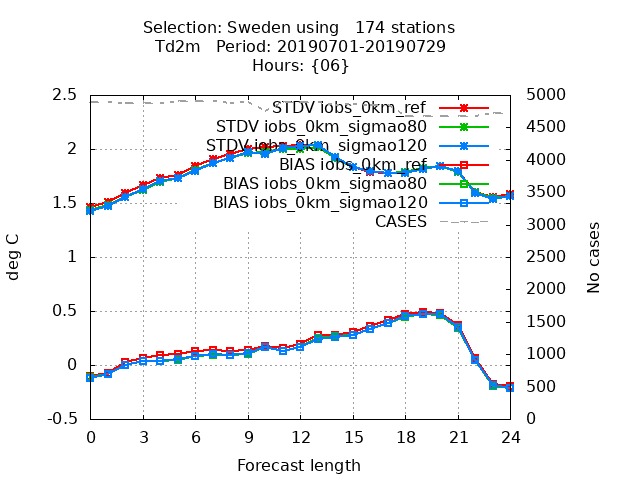 Selection: Sweden using   174 stations
Td2m   Period: 20190701-20190729
Hours: {06}
STDV iobs_0km_ref
STDV iobs_0km_sigmao80
STDV iobs_0km_sigmao120
BIAS iobs_0km_ref
BIAS iobs_0km_sigmao80
BIAS iobs_0km_sigmao120
CASES
deg C
2.5
2
1.5
1
0.5
0
-0.5
5000
4500
4000
3500
3000
2500
2000
1500
1000
500
0
No cases
0 3 6 9 12 15 18 21 24
Forecast length